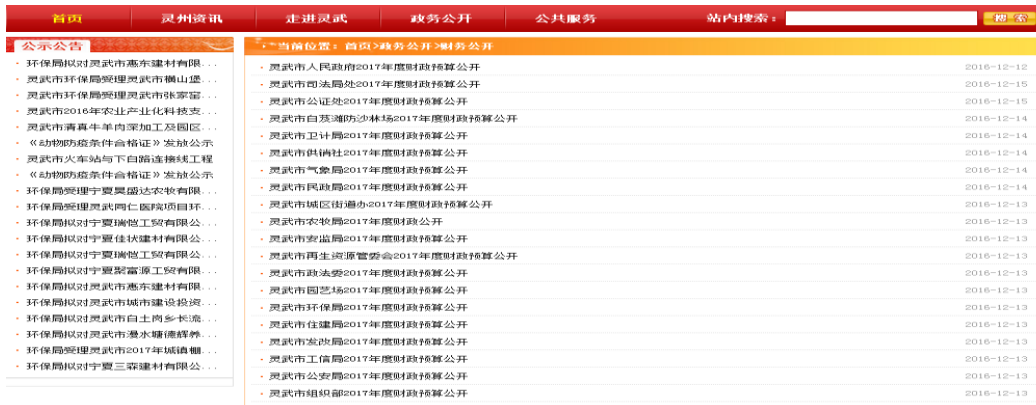 首页 灵州资讯 走进灵武 政务公开 公共服务 站内搜索： 搜索
公示公告
环保局拟对灵武市惠东建材有限...
灵武市环保局受理灵武市横山堡...
灵武市环保局受理灵武市张家窑...
灵武市2016年农业产业化科技支...
灵武市清真牛羊肉深加工及园区...
《动物防疫条件合格证》发放公示
灵武市火车站与下白路连接线工程
《动物防疫条件合格证》发放公示
环保局受理宁夏昊盛达农牧有限...
环保局受理灵武同仁医院项目环...
环保局拟对宁夏瑞恺工贸有限公...
环保局拟对宁夏佳状建材有限公...
环保局拟对宁夏瑞恺工贸有限公...
环保局拟对宁夏聚富源工贸有限...
环保局拟对灵武市惠东建材有限...
环保局拟对灵武市城市建设投资...
环保局拟对灵武市白土岗乡长流...
环保局拟对灵武市漫水塘德辉养...
环保局受理灵武市2017年城镇棚...
环保局拟对宁夏三森建材有限公...
当前位置：首页>政务公开>财务公开
灵武市人民政府2017年度财政预算公开 2016-12-12
灵武市司法局处2017年度财政预算公开 2016-12-15
灵武市公证处2017年度财政预算公开 2016-12-15
灵武市白芨滩防沙林场2017年度财政预算公开 2016-12-14
灵武市卫计局2017年度财政预算公开 2016-12-14
灵武市供销社2017年度财政预算公开 2016-12-14
灵武市气象局2017年度财政预算公开 2016-12-14
灵武市民政局2017年度财政预算公开 2016-12-14
灵武市城区街道办2017年度财政预算公开 2016-12-13
灵武市农牧局2017年度财政公开 2016-12-13
灵武市安监局2017年度财政预算公开 2016-12-13
灵武市再生资源管委会2017年度财政预算公开 2016-12-13
灵武市政法委2017年度财政预算公开 2016-12-13
灵武市园艺场2017年度财政预算公开 2016-12-13
灵武市环保局2017年度财政预算公开 2016-12-13
灵武市住建局2017年度财政预算公开 2016-12-13
灵武市发改局2017年度财政预算公开 2016-12-13
灵武市工信局2017年度财政预算公开 2016-12-13
灵武市公安局2017年度财政预算公开 2016-12-13
灵武市组织部2017年度财政预算公开 2016-12-13